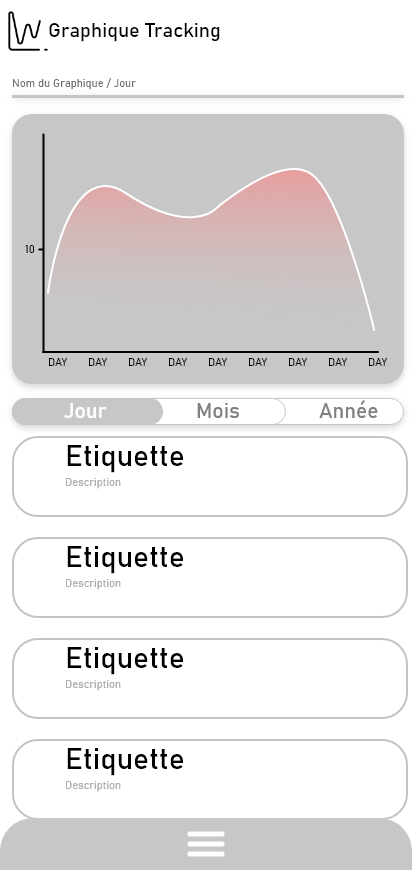 Graphique Tracking
Nom du Graphique / Jour
10
DAY DAY DAY DAY DAY DAY DAY DAY DAY
Jour Mois Année
Etiquette
Description
Etiquette
Description
Etiquette
Description
Etiquette
Description